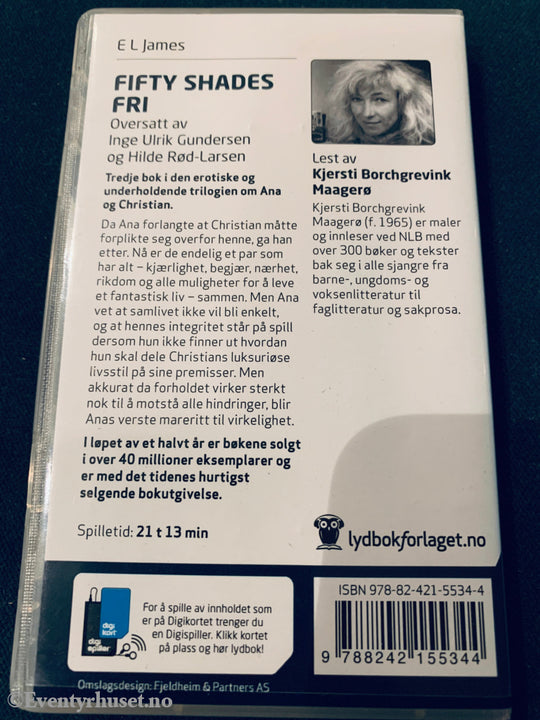 E L James
FIFTY SHADES
FRI
Oversatt av
Inge Ulrik Gundersen
og Hilde Rød-Larsen
Tredje bok i den erotiske og
underholdende trilogien om Ana
og Christian.
Da Ana forlangte at Christian måtte
forplikte seg overfor henne, ga han
etter. Nå er de endelig et par som
har alt – kjærlighet, begjær, nærhet,
rikdom og alle muligheter for å leve
et fantastisk liv – sammen. Men Ana
vet at samlivet ikke vil bli enkelt,
og at hennes integritet står på spill
dersom hun ikke finner ut hvordan
hun skal dele Christians luksuriøse
livsstil på sine premisser. Men
akkurat da forholdet virker sterkt
nok til å motstå alle hindringer, blir
Anas verste mareritt til virkelighet.
I løpet av et halvt år er bøkene solgt
i over 40 millioner eksemplarer og
er med det tidenes hurtigst
selgende bokutgivelse.
Spilletid: 21 t 13 min
Lest av
Kjersti Borchgrevink
Maagerø
Kjersti Borchgrevink
Maagerø (f. 1965) er maler
og innleser ved NLB med
over 300 bøker og tekster
bak seg i alle sjangre fra
barne-, ungdoms- og
voksenlitteratur til
faglitteratur og sakprosa.
lydbokforlaget.no
digi
kort
digi
spiller
For å spille av innholdet som
er på Digikortet trenger du
en Digispiller. Klikk kortet
på plass og hør lydbok!
ISBN 978-82-421-5534-4
9 788242 155344
Omslagsdesign: Fjeldheim & Partners AS
© Eventyrhuset.no